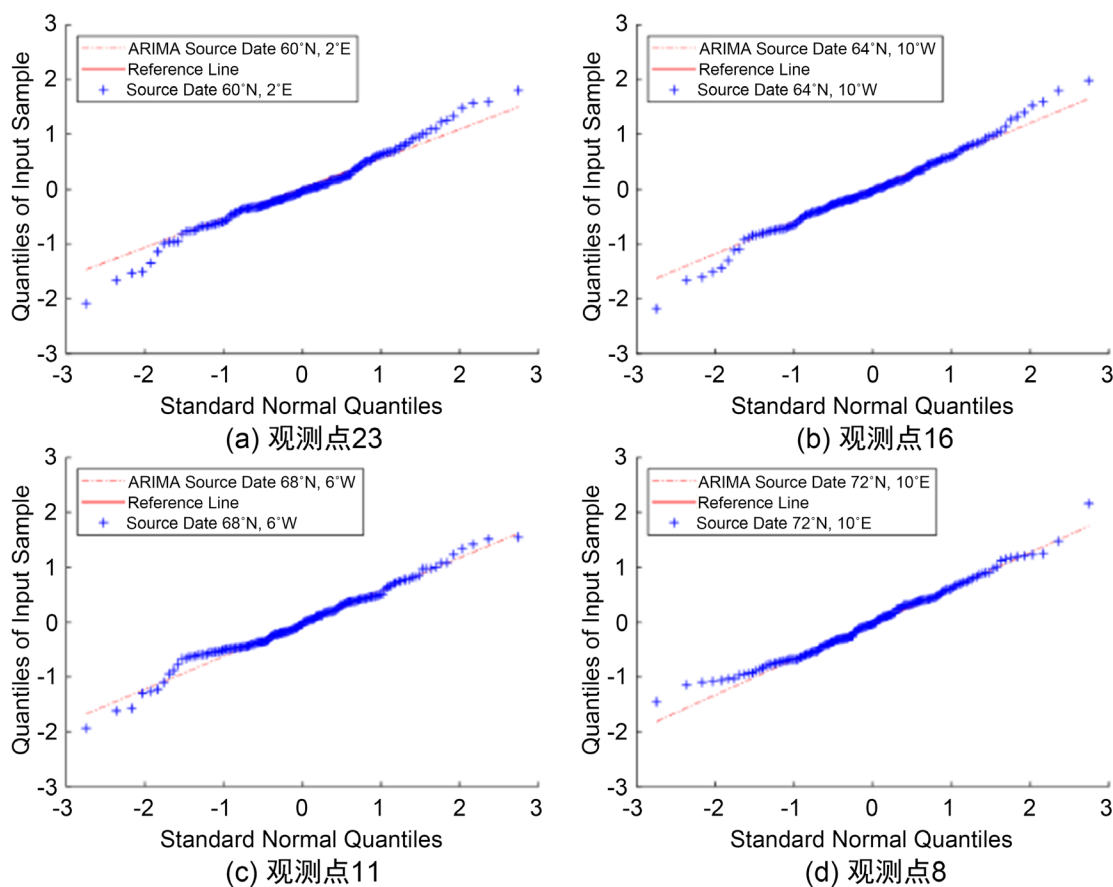 3
2
1
0
-1
-2
-3
-3
-2
-1
0
1
2
3
Quantiles of Input Sample
ARIMA Source Date 60°N, 2°E
Reference Line
Source Date 60°N, 2°E
Standard Normal Quantiles
(a) 观测点23
3
2
1
0
-1
-2
-3
-3
-2
-1
0
1
2
3
Quantiles of Input Sample
ARIMA Source Date 64°N, 10°W
Reference Line
Source Date 64°N, 10°W
Standard Normal Quantiles
(b) 观测点16
3
2
1
0
-1
-2
-3
-3
-2
-1
0
1
2
3
Quantiles of Input Sample
ARIMA Source Date 68°N, 6°W
Reference Line
Source Date 68°N, 6°W
Standard Normal Quantiles
(c) 观测点11
3
2
1
0
-1
-2
-3
-3
-2
-1
0
1
2
3
Quantiles of Input Sample
ARIMA Source Date 72°N, 10°E
Reference Line
Source Date 72°N, 10°E
Standard Normal Quantiles
(d) 观测点8